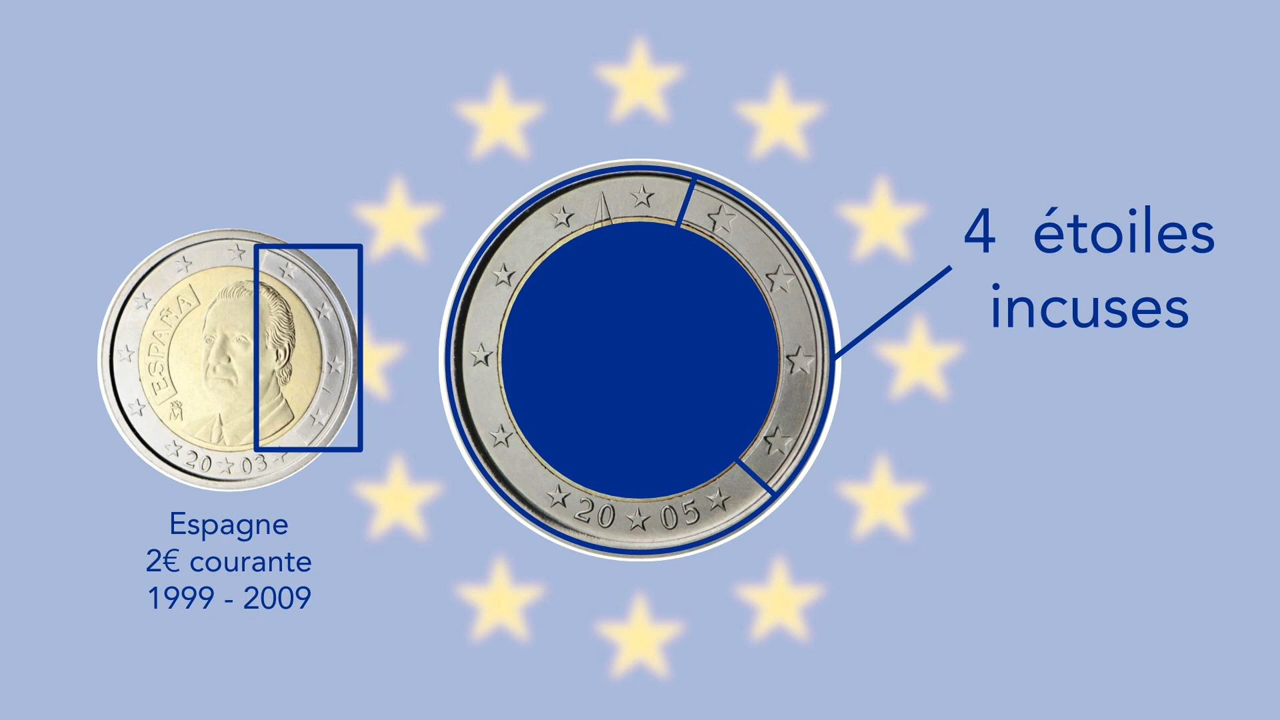 ESPAÑA
20 03
Espagne
2€ courante
1999 - 2009
20 05
4 étoiles
incuses